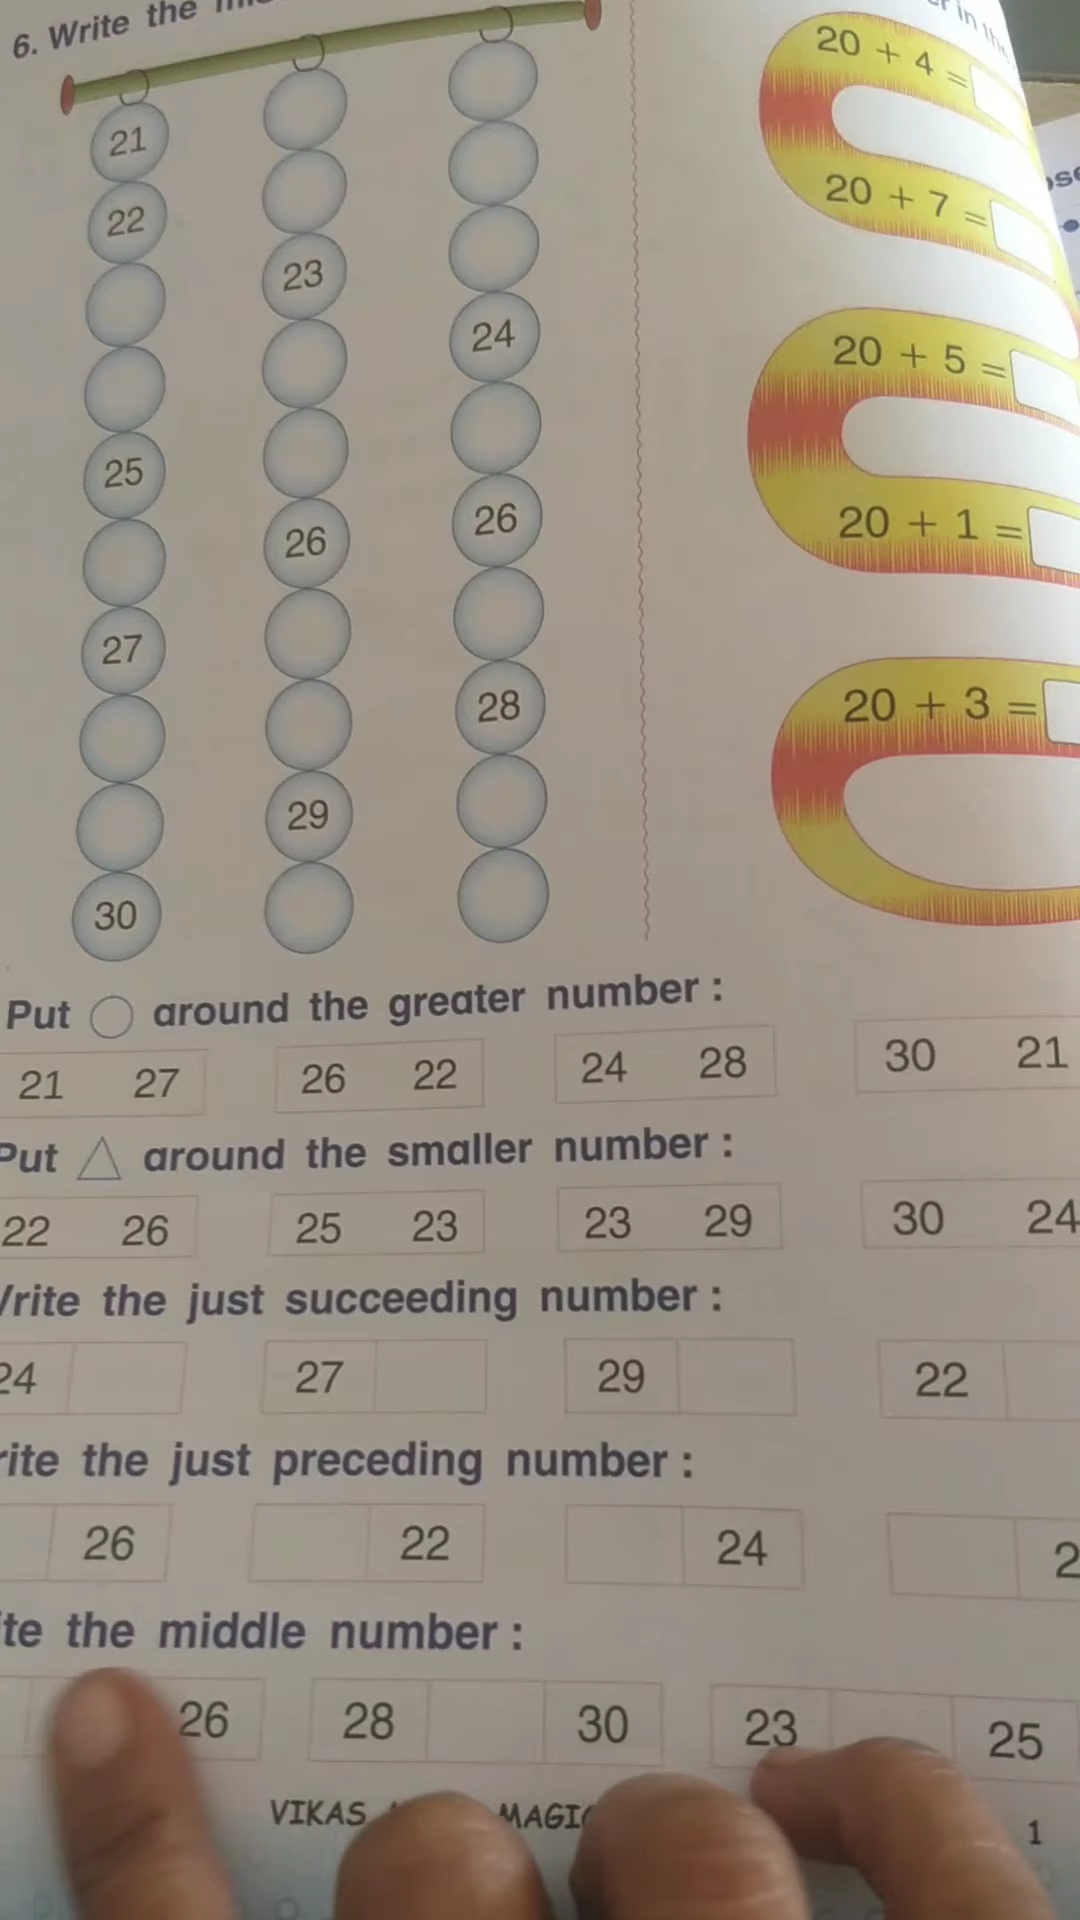 6. Write the
21
22
25
27
30
23
26
29
24
26
28
in the
20 + 4 =
20 + 7 =
20 + 5 =
20 + 1 =
20 + 3 =
Put ○ around the greater number :
21 27 26 22 24 28 30 21
Put △ around the smaller number :
22 26 25 23 23 29 30 24
Write the just succeeding number :
24 27 29 22
rite the just preceding number :
26 22 24 2
te the middle number :
26 28 30 23 25
VIKAS
1